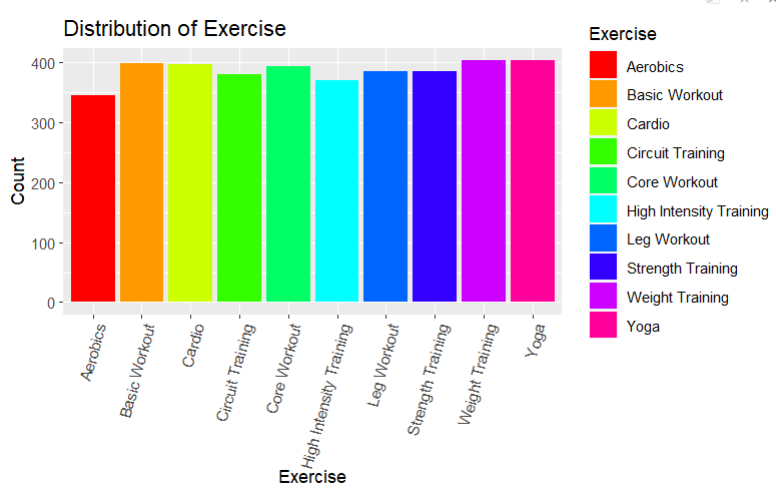 Distribution of Exercise
Count
400
300
200
100
0
Aerobics
Basic Workout
Cardio
Circuit Training
Core Workout
High Intensity Training
Leg Workout
Strength Training
Weight Training
Yoga
Exercise
Exercise
Aerobics
Basic Workout
Cardio
Circuit Training
Core Workout
High Intensity Training
Leg Workout
Strength Training
Weight Training
Yoga